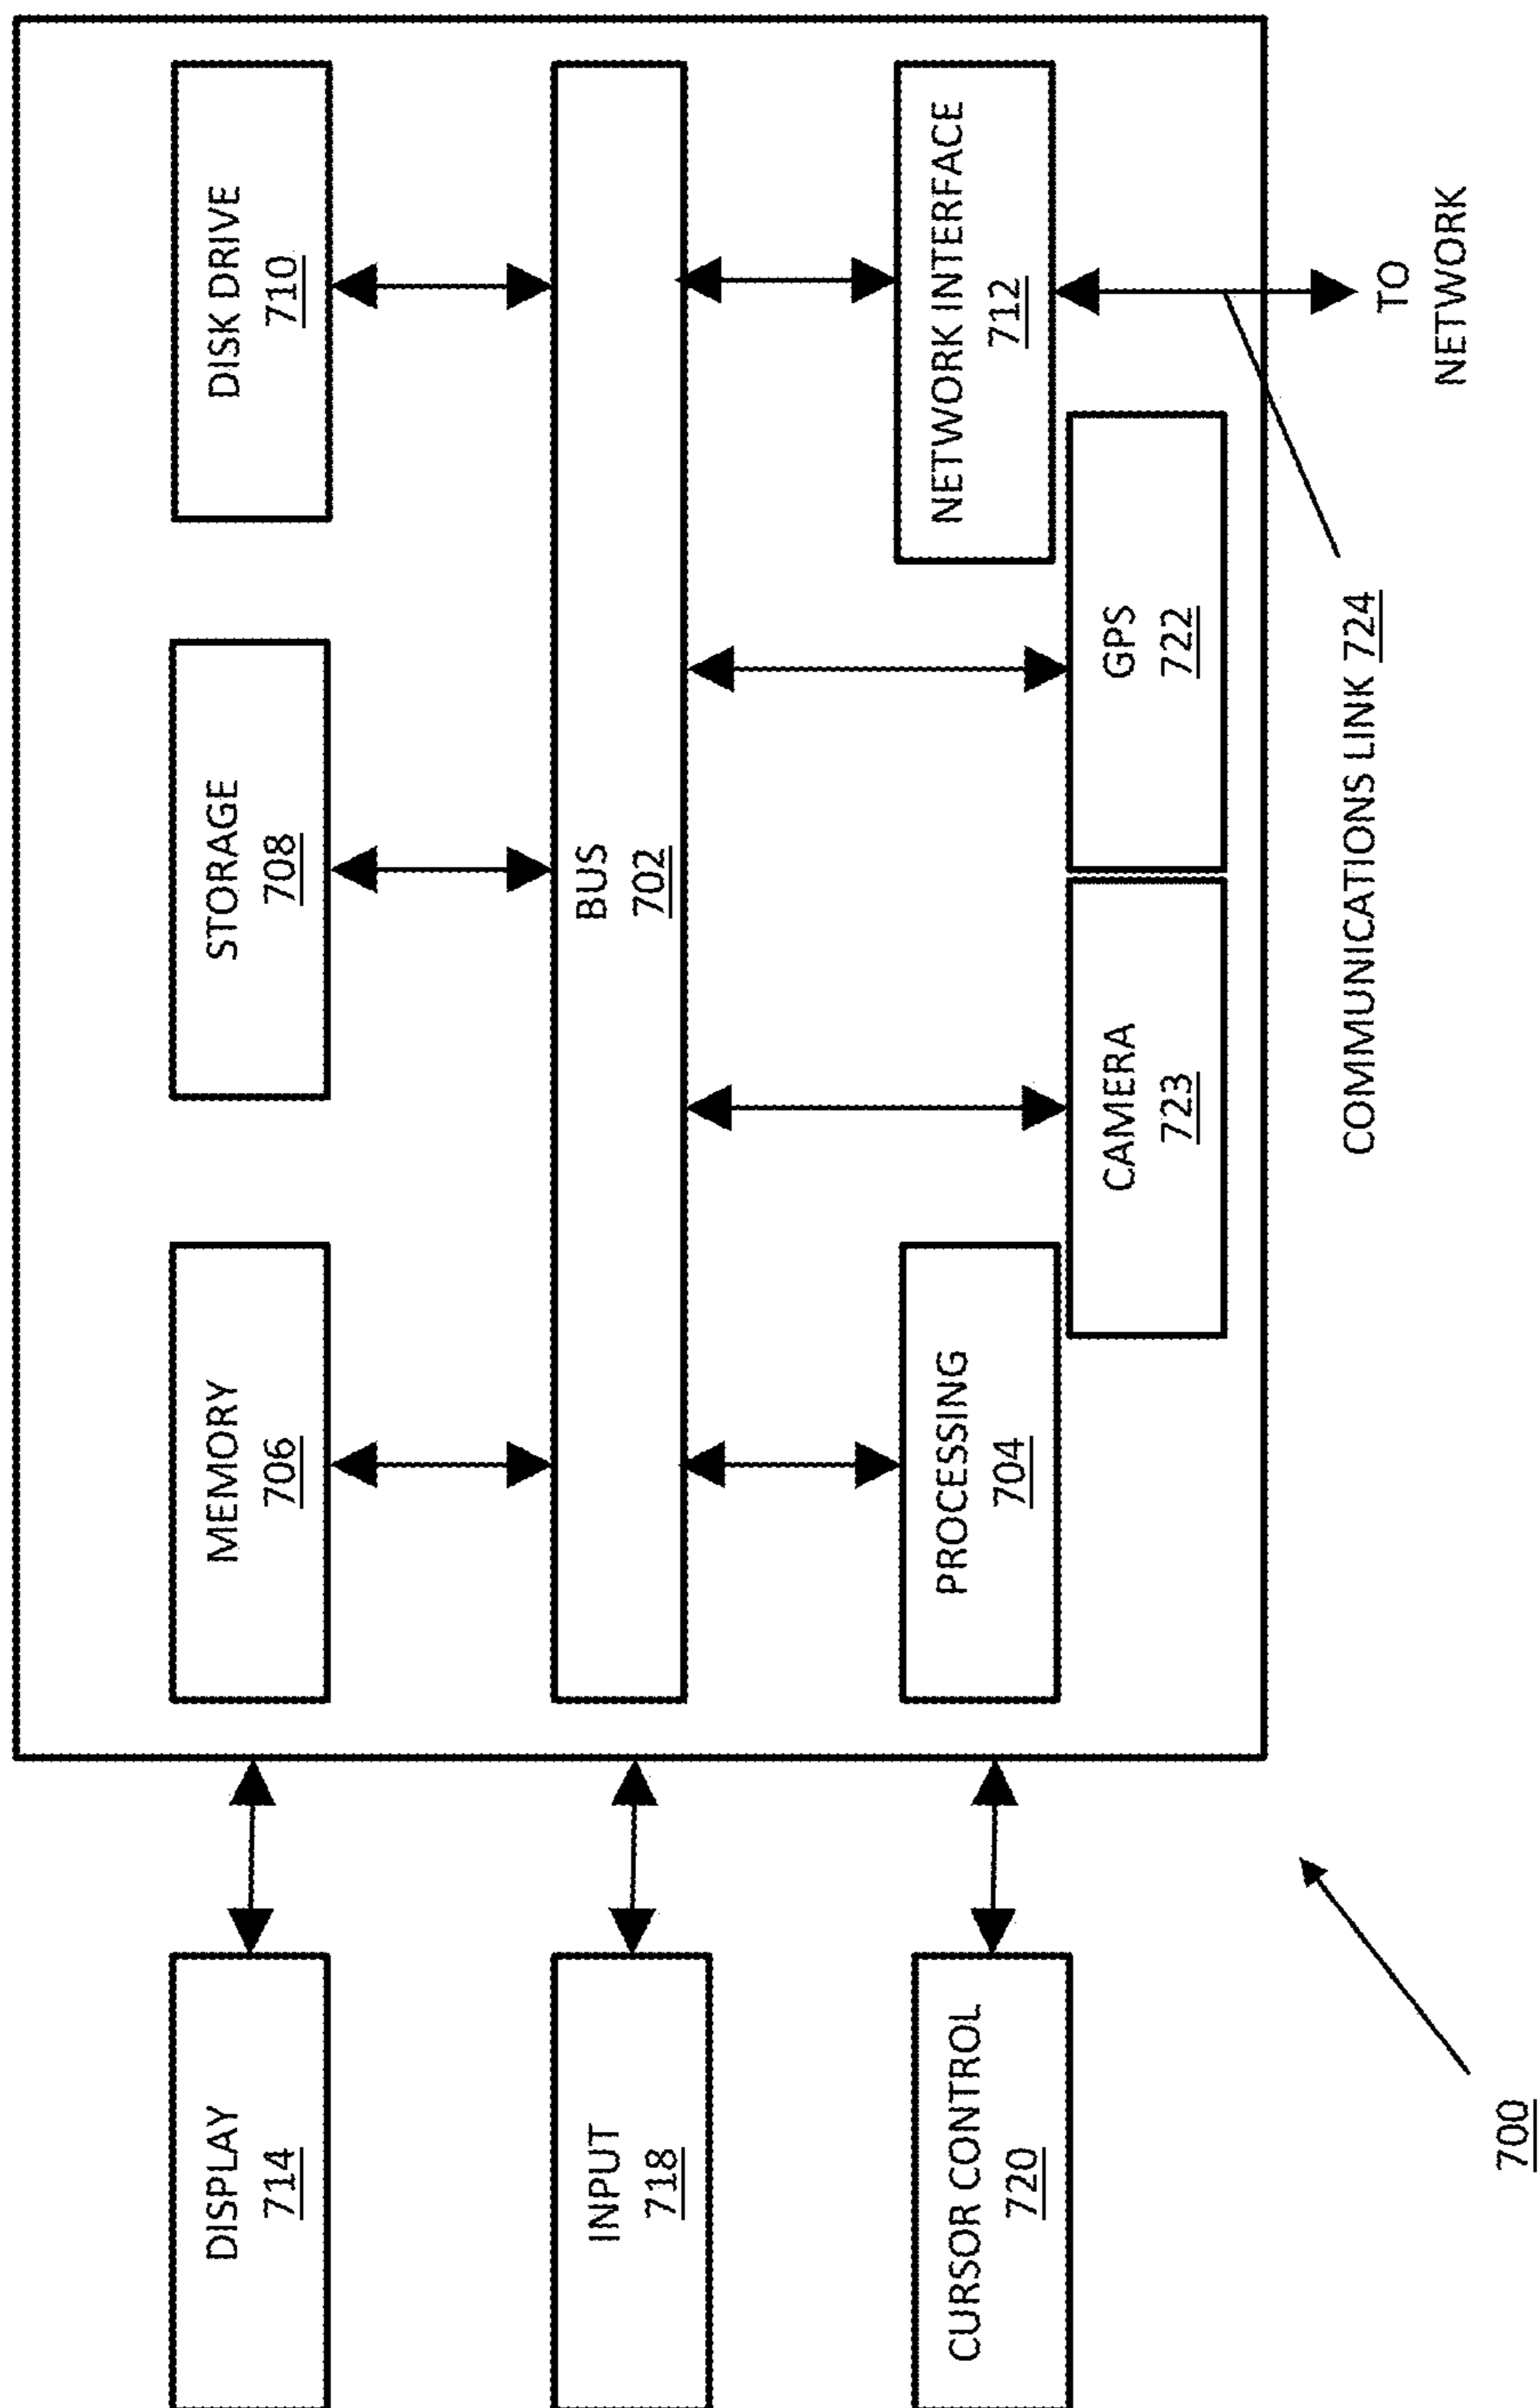 DISPLAY
714
MEMORY
706
STORAGE
708
DISK DRIVE
710
INPUT
718
BUS
702
CURSOR CONTROL
720
PROCESSING
704
NETWORK INTERFACE
712
CAMERA
723
GPS
722
COMMUNICATIONS LINK 724
TO
NETWORK
700